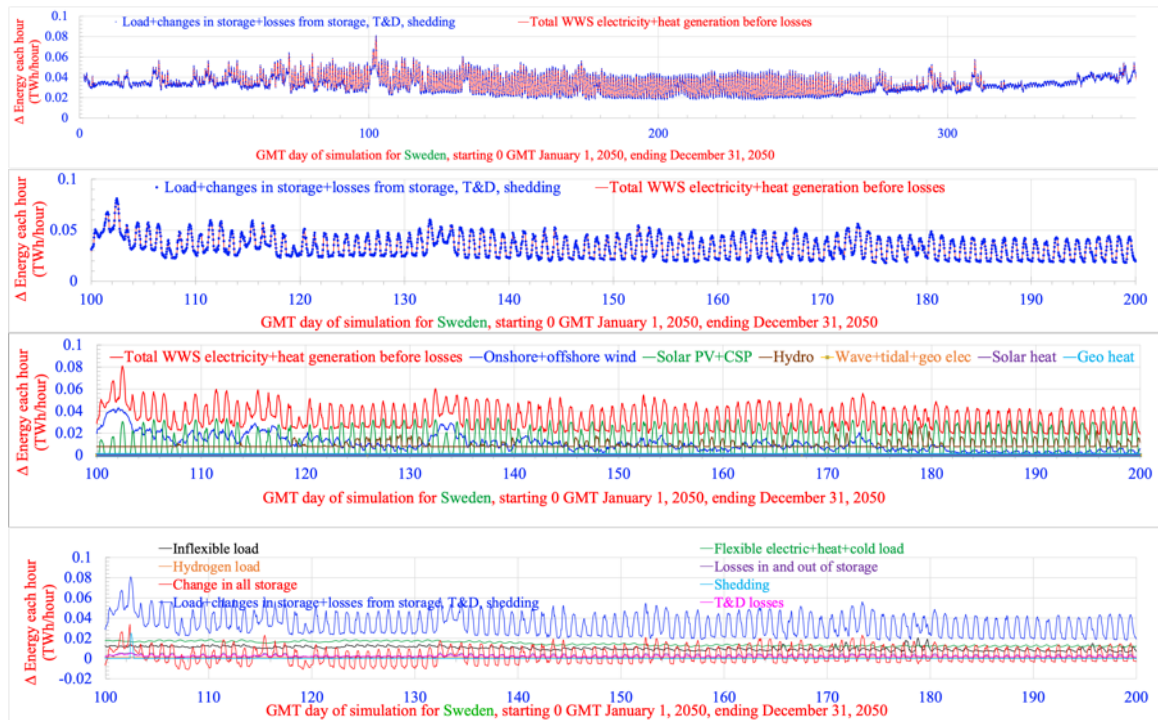 Load+changes in storage+losses from storage, T&D, shedding
Total WWS electricity+heat generation before losses
Δ Energy each hour
(TWh/hour)
0.1
0.08
0.06
0.04
0.02
0
0
100
200
300
GMT day of simulation for Sweden, starting 0 GMT January 1, 2050, ending December 31, 2050
Load+changes in storage+losses from storage, T&D, shedding
Total WWS electricity+heat generation before losses
Δ Energy each hour
(TWh/hour)
0.1
0.05
0
100
110
120
130
140
150
160
170
180
190
200
GMT day of simulation for Sweden, starting 0 GMT January 1, 2050, ending December 31, 2050
Total WWS electricity+heat generation before losses
Onshore+offshore wind
Solar PV+CSP
Hydro
Wave+tidal+geo elec
Solar heat
Geo heat
Δ Energy each hour
(TWh/hour)
0.1
0.08
0.06
0.04
0.02
0
100
110
120
130
140
150
160
170
180
190
200
GMT day of simulation for Sweden, starting 0 GMT January 1, 2050, ending December 31, 2050
Inflexible load
Flexible electric+heat+cold load
Hydrogen load
Losses in and out of storage
Change in all storage
Shedding
Load+changes in storage+losses from storage, T&D, shedding
T&D losses
Δ Energy each hour
(TWh/hour)
0.1
0.08
0.06
0.04
0.02
0
-0.02
100
110
120
130
140
150
160
170
180
190
200
GMT day of simulation for Sweden, starting 0 GMT January 1, 2050, ending December 31, 2050